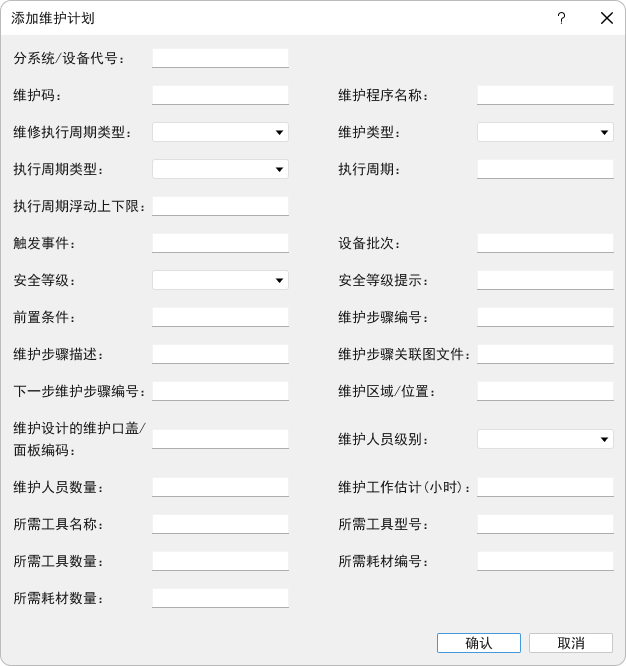 添加维护计划 ? ×
分系统/设备代号：
维护码： 维护程序名称：
维修执行周期类型： 维护类型：
执行周期类型： 执行周期：
执行周期浮动上下限：
触发事件： 设备批次：
安全等级： 安全等级提示：
前置条件： 维护步骤编号：
维护步骤描述： 维护步骤关联图文件：
下一步维护步骤编号： 维护区域/位置：
维护设计的维护口盖/
面板编码： 维护人员级别：
维护人员数量： 维护工作估计(小时)：
所需工具名称： 所需工具型号：
所需工具数量： 所需耗材编号：
所需耗材数量：
确认 取消